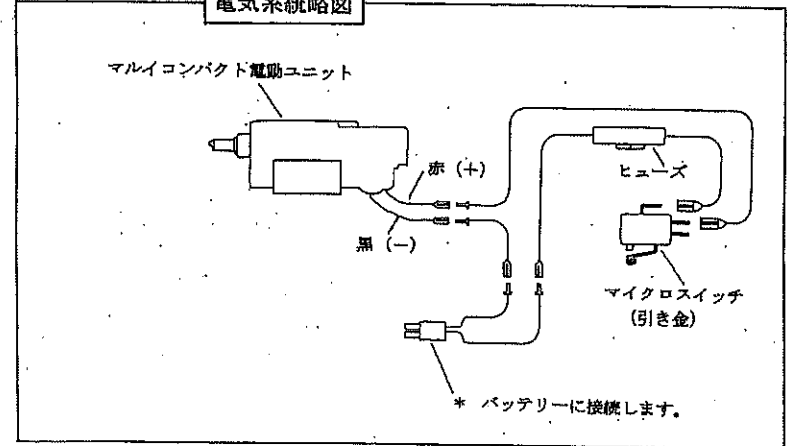 電気系統略図
マルイコンパクト電動ユニット
赤 (+)
ヒューズ
黒 (−)
マイクロスイッチ
(引き金)
* バッテリーに接続します。